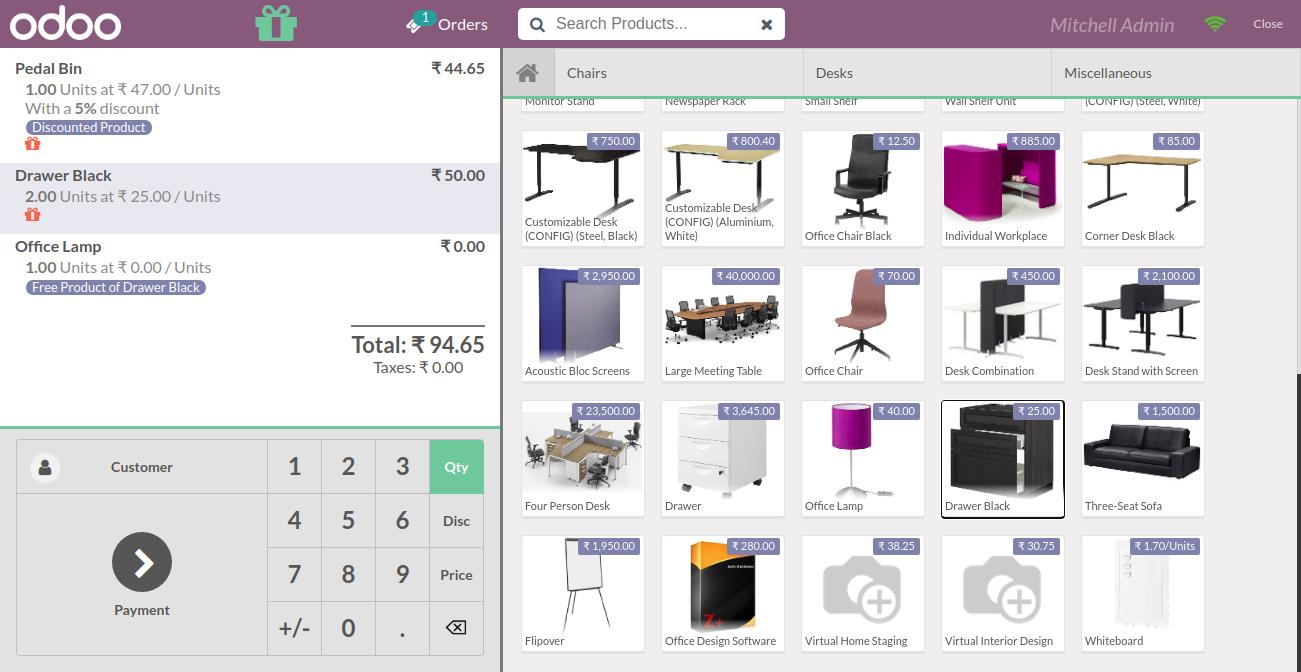 odoo
1
Orders
Search Products...
Mitchell Admin
Close
Pedal Bin ₹ 44.65
1.00 Units at ₹ 47.00 / Units
With a 5% discount
Discounted Product
Drawer Black ₹ 50.00
2.00 Units at ₹ 25.00 / Units
Office Lamp ₹ 0.00
1.00 Units at ₹ 0.00 / Units
Free Product of Drawer Black
Total: ₹ 94.65
Taxes: ₹ 0.00
Customer
Payment
1 2 3 Qty
4 5 6 Disc
7 8 9 Price
+/- 0 .
Chairs
Desks
Miscellaneous
Monitor Stand
Newspaper Rack
Small Shelf
Wall Shelf Unit
(CONFIG) (Steel, White)
₹ 750.00
Customizable Desk
(CONFIG) (Steel, Black)
₹ 800.40
Customizable Desk
(CONFIG) (Aluminium,
White)
₹ 12.50
Office Chair Black
₹ 885.00
Individual Workplace
₹ 85.00
Corner Desk Black
₹ 2,950.00
Acoustic Bloc Screens
₹ 40,000.00
Large Meeting Table
₹ 70.00
Office Chair
₹ 450.00
Desk Combination
₹ 2,100.00
Desk Stand with Screen
₹ 23,500.00
Four Person Desk
₹ 3,645.00
Drawer
₹ 40.00
Office Lamp
₹ 25.00
Drawer Black
₹ 1,500.00
Three-Seat Sofa
₹ 1,950.00
Flipover
₹ 280.00
Z+
Office Design Software
₹ 38.25
Virtual Home Staging
₹ 30.75
Virtual Interior Design
₹ 1.70/Units
Whiteboard